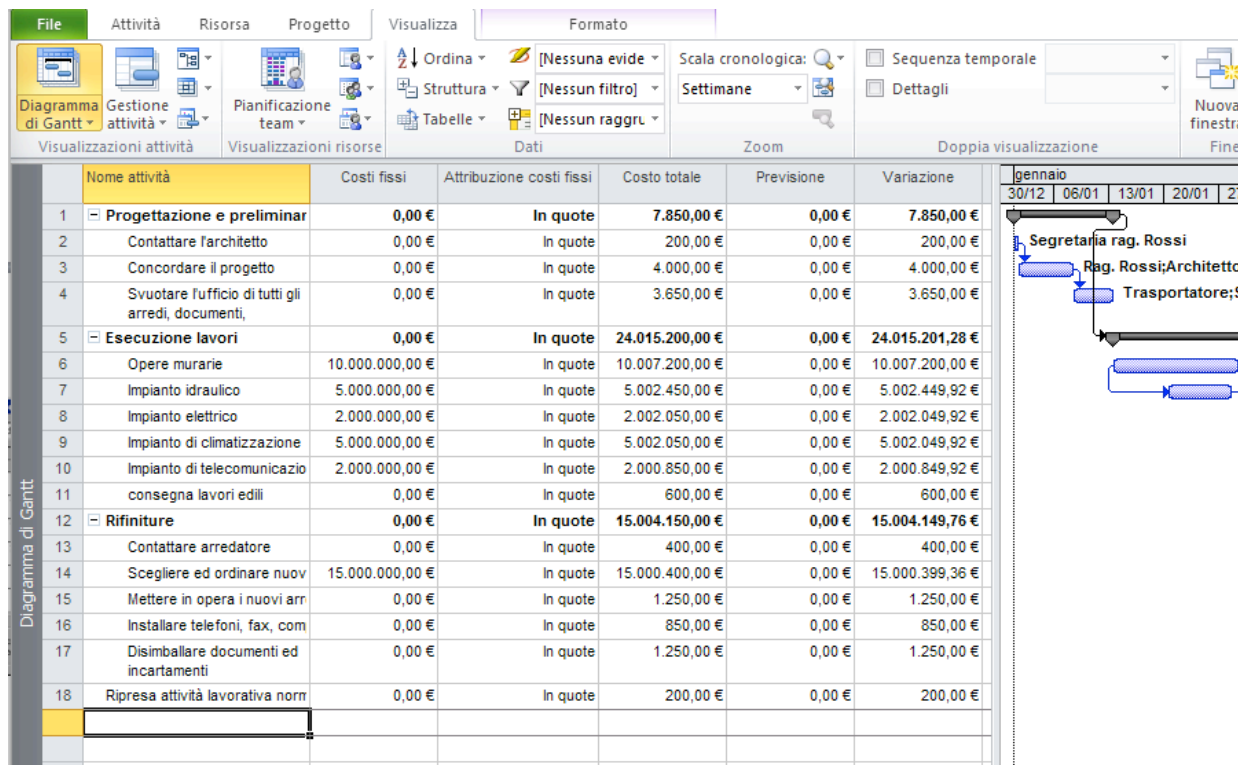 File Attività Risorsa Progetto Visualizza Formato
Ordina [Nessuna evide Scala cronologica: Sequenza temporale
Diagramma di Gantt Gestione attività Pianificazione team Struttura [Nessun filtro] Settimane Dettagli Nuova finestra
Tabelle [Nessun raggru
Visualizzazioni attività Visualizzazioni risorse Dati Zoom Doppia visualizzazione Fine
Nome attività Costi fissi Attribuzione costi fissi Costo totale Previsione Variazione gennaio
30/12 06/01 13/01 20/01 27
1 Progettazione e preliminar 0,00 € In quote 7.850,00 € 0,00 € 7.850,00 €
2 Contattare l'architetto 0,00 € In quote 200,00 € 0,00 € 200,00 € Segretaria rag. Rossi
3 Concordare il progetto 0,00 € In quote 4.000,00 € 0,00 € 4.000,00 € Rag. Rossi;Architetto
4 Svuotare l'ufficio di tutti gli 0,00 € In quote 3.650,00 € 0,00 € 3.650,00 € Trasportatore;S
arredi, documenti,
5 Esecuzione lavori 0,00 € In quote 24.015.200,00 € 0,00 € 24.015.201,28 €
6 Opere murarie 10.000.000,00 € In quote 10.007.200,00 € 0,00 € 10.007.200,00 €
7 Impianto idraulico 5.000.000,00 € In quote 5.002.450,00 € 0,00 € 5.002.449,92 €
8 Impianto elettrico 2.000.000,00 € In quote 2.002.050,00 € 0,00 € 2.002.049,92 €
9 Impianto di climatizzazione 5.000.000,00 € In quote 5.002.050,00 € 0,00 € 5.002.049,92 €
10 Impianto di telecomunicazio 2.000.000,00 € In quote 2.000.850,00 € 0,00 € 2.000.849,92 €
11 consegna lavori edili 0,00 € In quote 600,00 € 0,00 € 600,00 €
12 Rifiniture 0,00 € In quote 15.004.150,00 € 0,00 € 15.004.149,76 €
13 Contattare arredatore 0,00 € In quote 400,00 € 0,00 € 400,00 €
14 Scegliere ed ordinare nuov 15.000.000,00 € In quote 15.000.400,00 € 0,00 € 15.000.399,36 €
15 Mettere in opera i nuovi arr 0,00 € In quote 1.250,00 € 0,00 € 1.250,00 €
16 Installare telefoni, fax, com 0,00 € In quote 850,00 € 0,00 € 850,00 €
17 Disimballare documenti ed 0,00 € In quote 1.250,00 € 0,00 € 1.250,00 €
incartamenti
18 Ripresa attività lavorativa norm 0,00 € In quote 200,00 € 0,00 € 200,00 €
Diagramma di Gantt